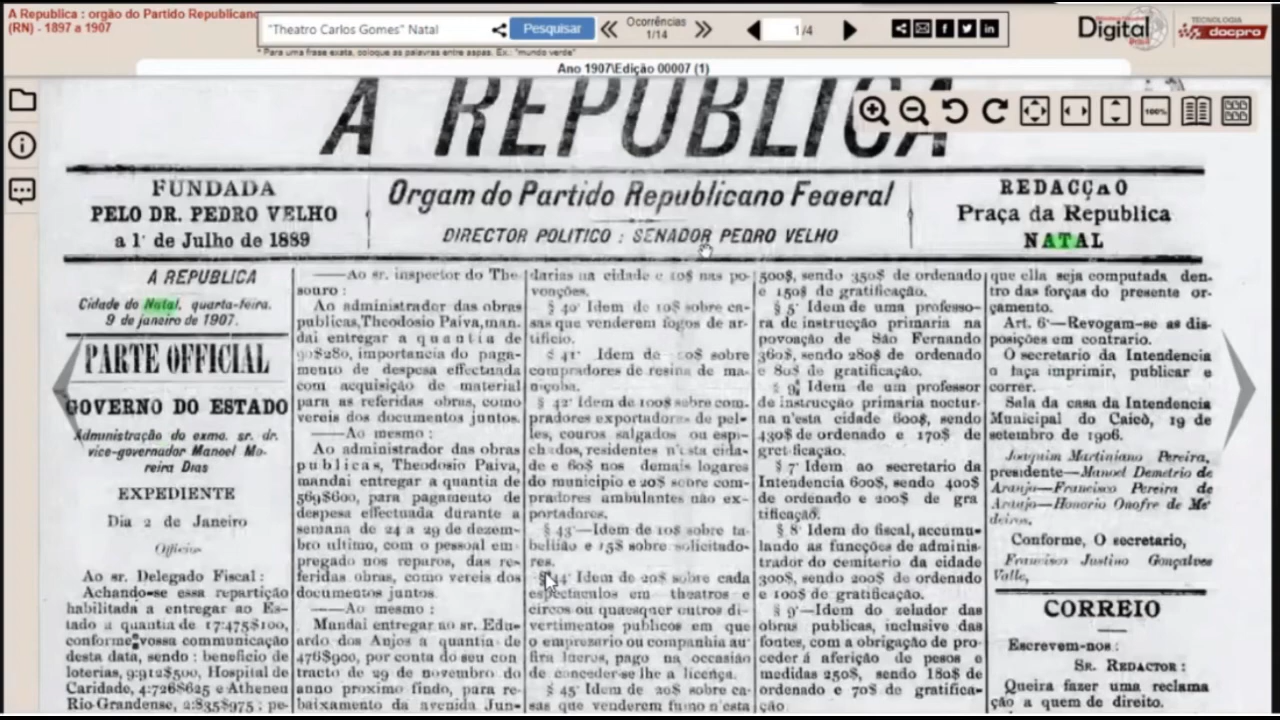 A Republica : orgão do Partido Republicano
(RN) - 1897 a 1907
"Theatro Carlos Gomes" Natal
Pesquisar
Ocorrências
1/14
1/4
* Para uma frase exata, coloque as palavras entre aspas. Ex.: "mundo verde"
Digital
TECNOLOGIA
docpro
Ano 1907\Edição 00007 (1)
100%
A REPUBLICA
FUNDADA
PELO DR. PEDRO VELHO
a 1º de Julho de 1889
Orgam do Partido Republicano Federal
DIRECTOR POLITICO : SENADOR PEDRO VELHO
REDACÇAO
Praça da Republica
NATAL
A REPUBLICA
Cidade do Natal, quarta-feira,
9 de janeiro de 1907.
PARTE OFFICIAL
GOVERNO DO ESTADO
Administração do exmo. sr. dr.
vice-governador Manoel Mo-
reira Dias
EXPEDIENTE
Dia 2 de Janeiro
Officios
Ao sr. Delegado Fiscal :
Achando-se essa repartição
habilitada a entregar ao Es-
tado a quantia de 17:475$100,
conforme vossa communicação
desta data, sendo : beneficio de
loterias, 9:912$500, Hospital de
Caridade, 4:726$625 e Atheneu
Rio-Grandense, 2:835$975 : pe-
——Ao sr. inspector do The-
souro :
Ao administrador das obras
publicas, Theodosio Paiva, man-
dai entregar a quantia de
90$280, importancia do paga-
mento de despesa effectuada
com acquisição de material
para as referidas obras, como
vereis dos documentos juntos.
——Ao mesmo :
Ao administrador das obras
publicas, Theodosio Paiva,
mandai entregar a quantia de
569$600, para pagamento de
despesa effectuada durante a
semana de 24 a 29 de dezem-
bro ultimo, com o pessoal em-
pregado nos reparos, das re-
feridas obras, como vereis dos
documentos juntos.
——Ao mesmo :
Mandai entregar ao sr. Edu-
ardo dos Anjos a quantia de
476$900, por conta do seu con
tracto de 29 de novembro do
anno proximo findo, para re-
baixamento da avenida Jun-
darias na cidade e 10$ nas po-
voações.
§ 40 Idem de 10$ sobre ca-
sas que venderem fogos de ar-
tificio.
§ 41 Idem de 20$ sobre
compradores de resina de ma-
niçoba.
§ 42 Idem de 100$ sobre com-
pradores exportadores de pel-
les, couros salgados ou espi-
chados, residentes n'esta cida-
de e 60$ nos demais logares
do municipio e 20$ sobre com-
pradores ambulantes não ex-
portadores.
§ 43—Idem de 10$ sobre ta-
bellião e 15$ sobre solicitado-
res.
§ 44 Idem de 20$ sobre cada
espectaculos em theatros e
circos ou quaesquer outros di-
vertimentos publicos em que
o emprezario ou companhia au-
fira lucros, pago na occasião
de conceder-se lhe a licença.
§ 45 Idem de 20$ sobre ca-
sas que venderem fumo n'esta
500$, sendo 350$ de ordenado
e 150$ de gratificação.
§ 5 Idem de uma professo-
ra de instrucção primaria na
povoação de São Fernando
360$, sendo 280$ de ordenado
e 80$ de gratificação.
Idem de um professor
de instrucção primaria noctur-
na n'esta cidade 600$, sendo
430$ de ordenado e 170$ de
grat ficação.
§ 7 Idem ao secretario da
Intendencia 600$, sendo 400$
de ordenado e 200$ de gra
tificação.
§ 8 Idem do fiscal, accumu-
lando as funcções de adminis-
trador do cemiterio da cidade
300$, sendo 200$ de ordenado
e 100$ de gratificação.
§ 9—Idem do zelador das
obras publicas, inclusive das
fontes, com a obrigação de pro-
ceder á aferição de pesos e
medidas 250$, sendo 180$ de
ordenado e 70$ de gratifica-
ção.
que ella seja computada den-
tro das forças do presente or-
çamento.
Art. 6—Revogam-se as dis-
posições em contrario.
O secretario da Intendencia
o faça imprimir, publicar e
correr.
Sala da casa da Intendencia
Municipal do Caicó, 19 de
setembro de 1906.
Joaquim Martiniano Pereira,
presidente—Manoel Demetrio de
Araujo—Francisco Pereira de
Araujo—Honorio Onofre de Me
deiros.
Conforme, O secretario,
Francisco Justino Gonçalves
Valle,
CORREIO
Escrevem-nos :
SR. REDACTOR :
Queira fazer uma reclama
ção a quem de direito.